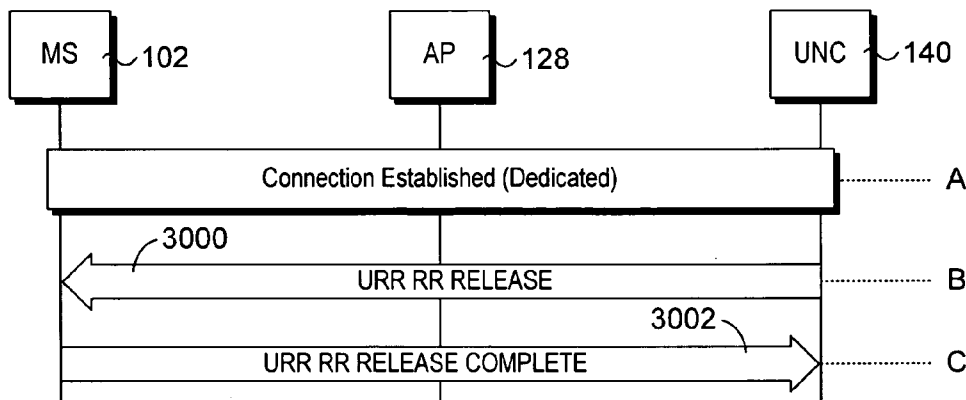 MS
102
AP
128
UNC
140
Connection Established (Dedicated)
A
3000
URR RR RELEASE
B
3002
URR RR RELEASE COMPLETE
C